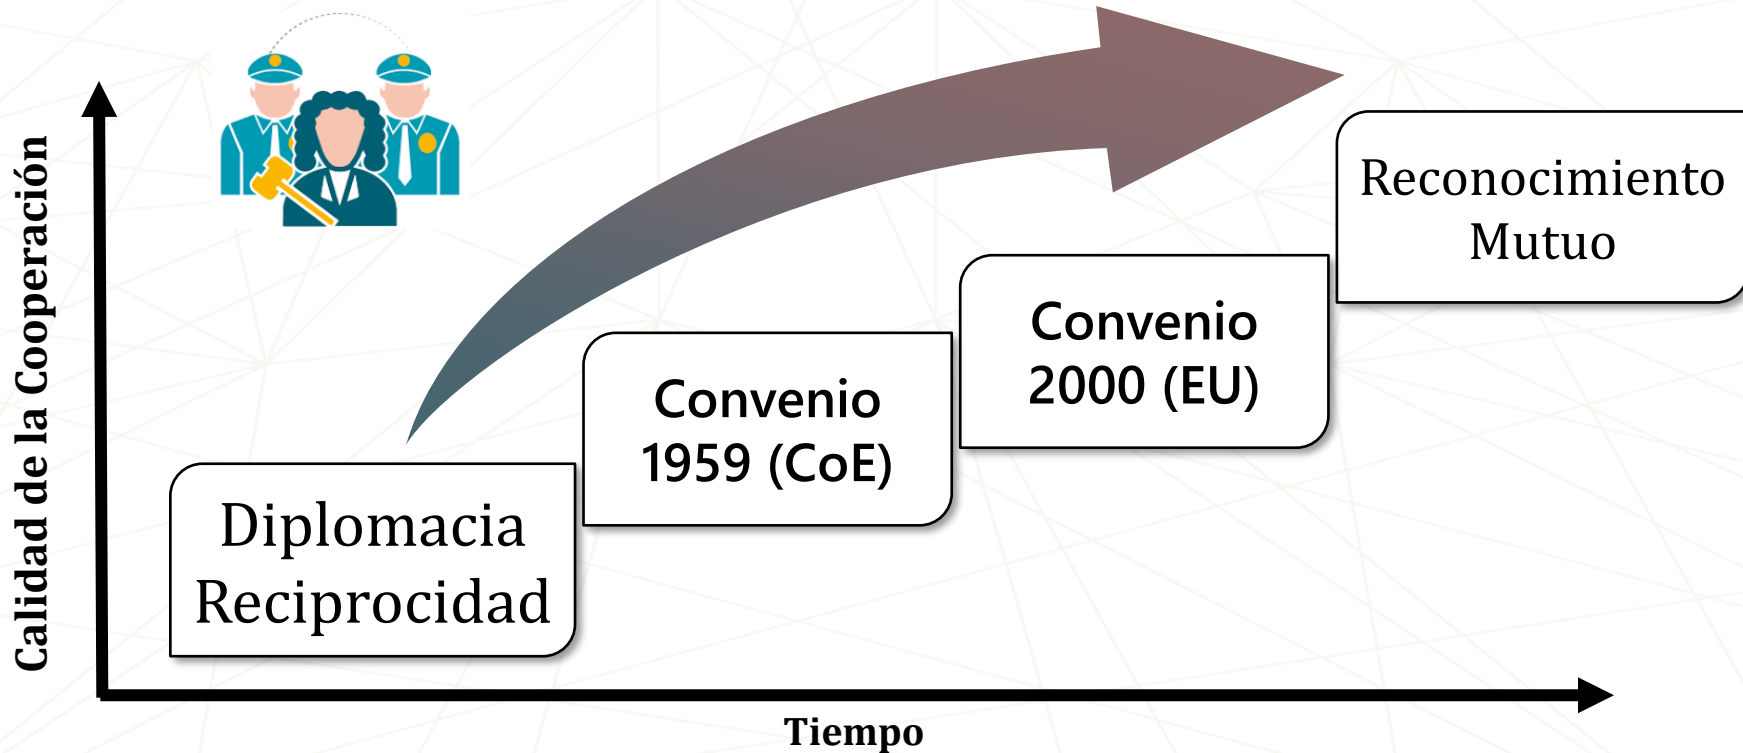 Calidad de la Cooperación
Diplomacia
Reciprocidad
Convenio
1959 (CoE)
Convenio
2000 (EU)
Reconocimiento
Mutuo
Tiempo